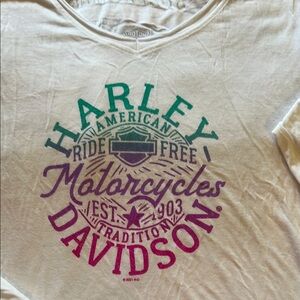 HARLEY-
AMERICAN
RIDE FREE
Motorcycles
EST. 1903
TRADITION
DAVIDSON®